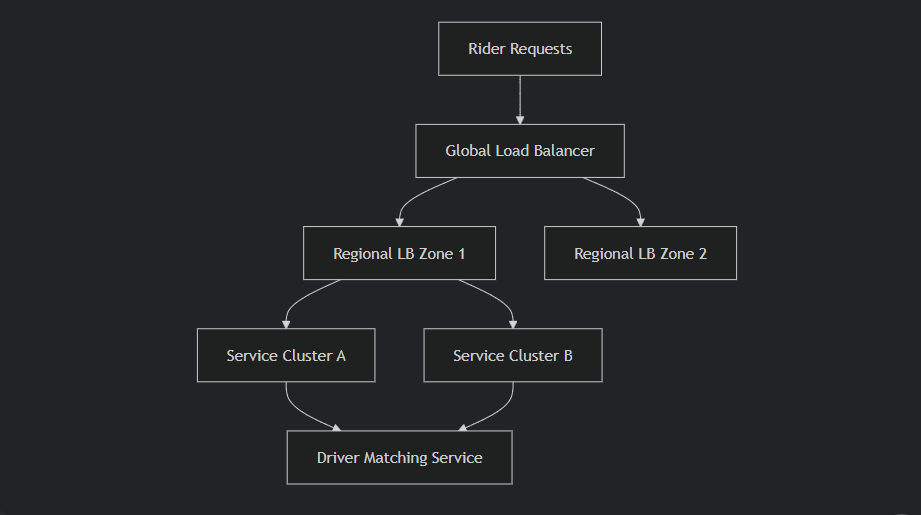 Rider Requests
Global Load Balancer
Regional LB Zone 1
Regional LB Zone 2
Service Cluster A
Service Cluster B
Driver Matching Service